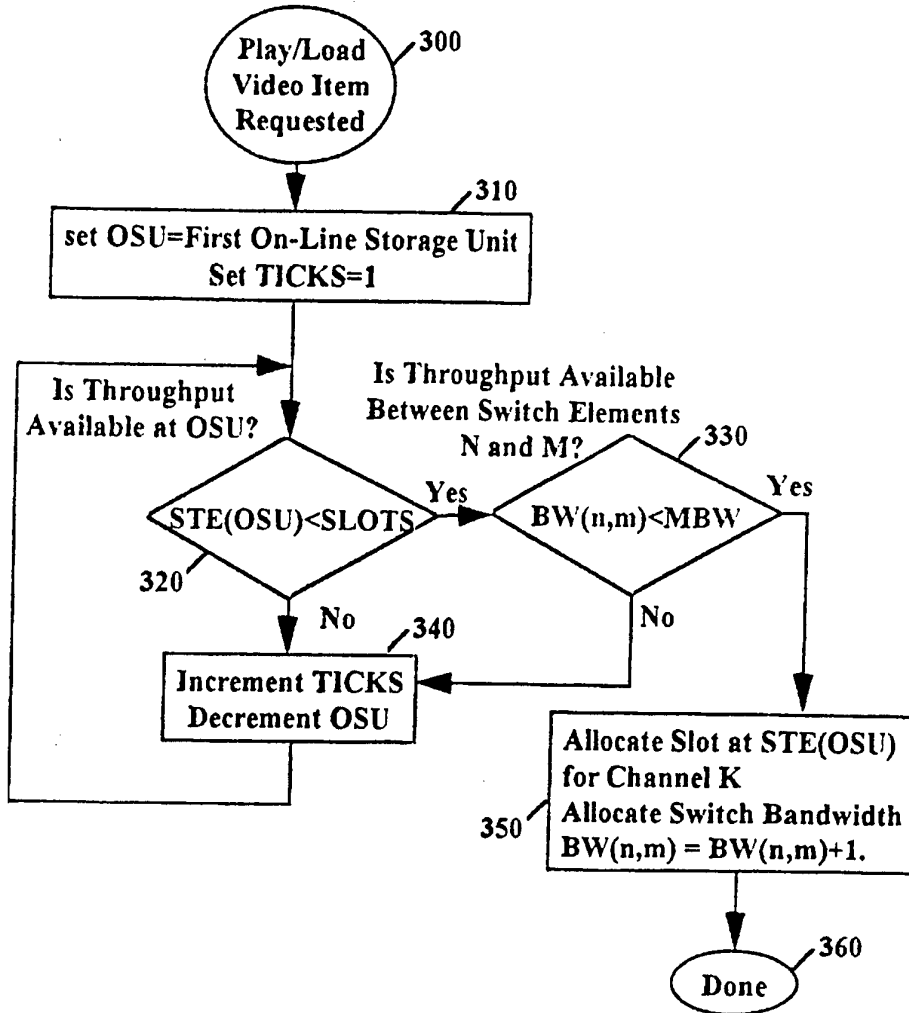 Play/Load
Video Item
Requested
300
310
set OSU=First On-Line Storage Unit
Set TICKS=1
Is Throughput
Available at OSU?
Is Throughput Available
Between Switch Elements
N and M?
330
STE(OSU)<SLOTS
Yes
BW(n,m)<MBW
Yes
320
No
340
No
Increment TICKS
Decrement OSU
Allocate Slot at STE(OSU)
for Channel K
Allocate Switch Bandwidth
BW(n,m) = BW(n,m)+1.
350
360
Done